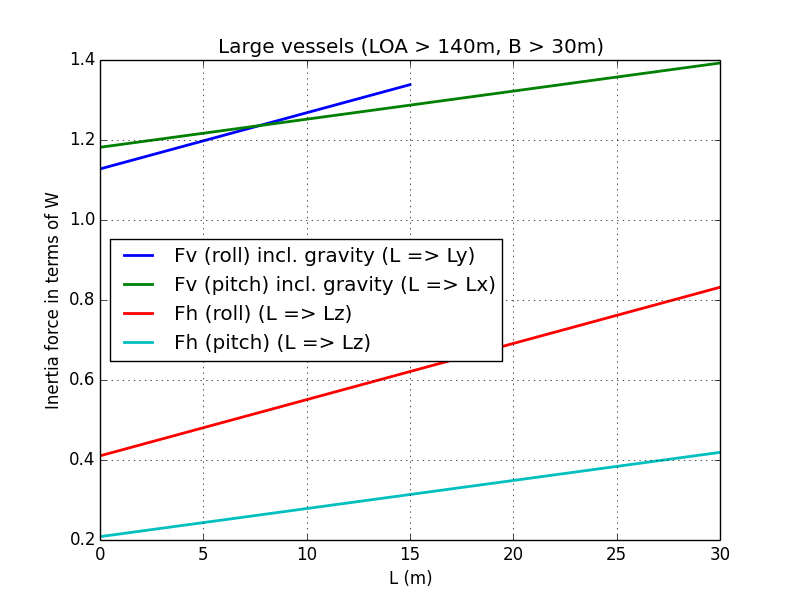 Large vessels (LOA > 140m, B > 30m)
1.4
1.2
1.0
0.8
0.6
0.4
0.2
Inertia force in terms of W
Fv (roll) incl. gravity (L => Ly)
Fv (pitch) incl. gravity (L => Lx)
Fh (roll) (L => Lz)
Fh (pitch) (L => Lz)
0 5 10 15 20 25 30
L (m)